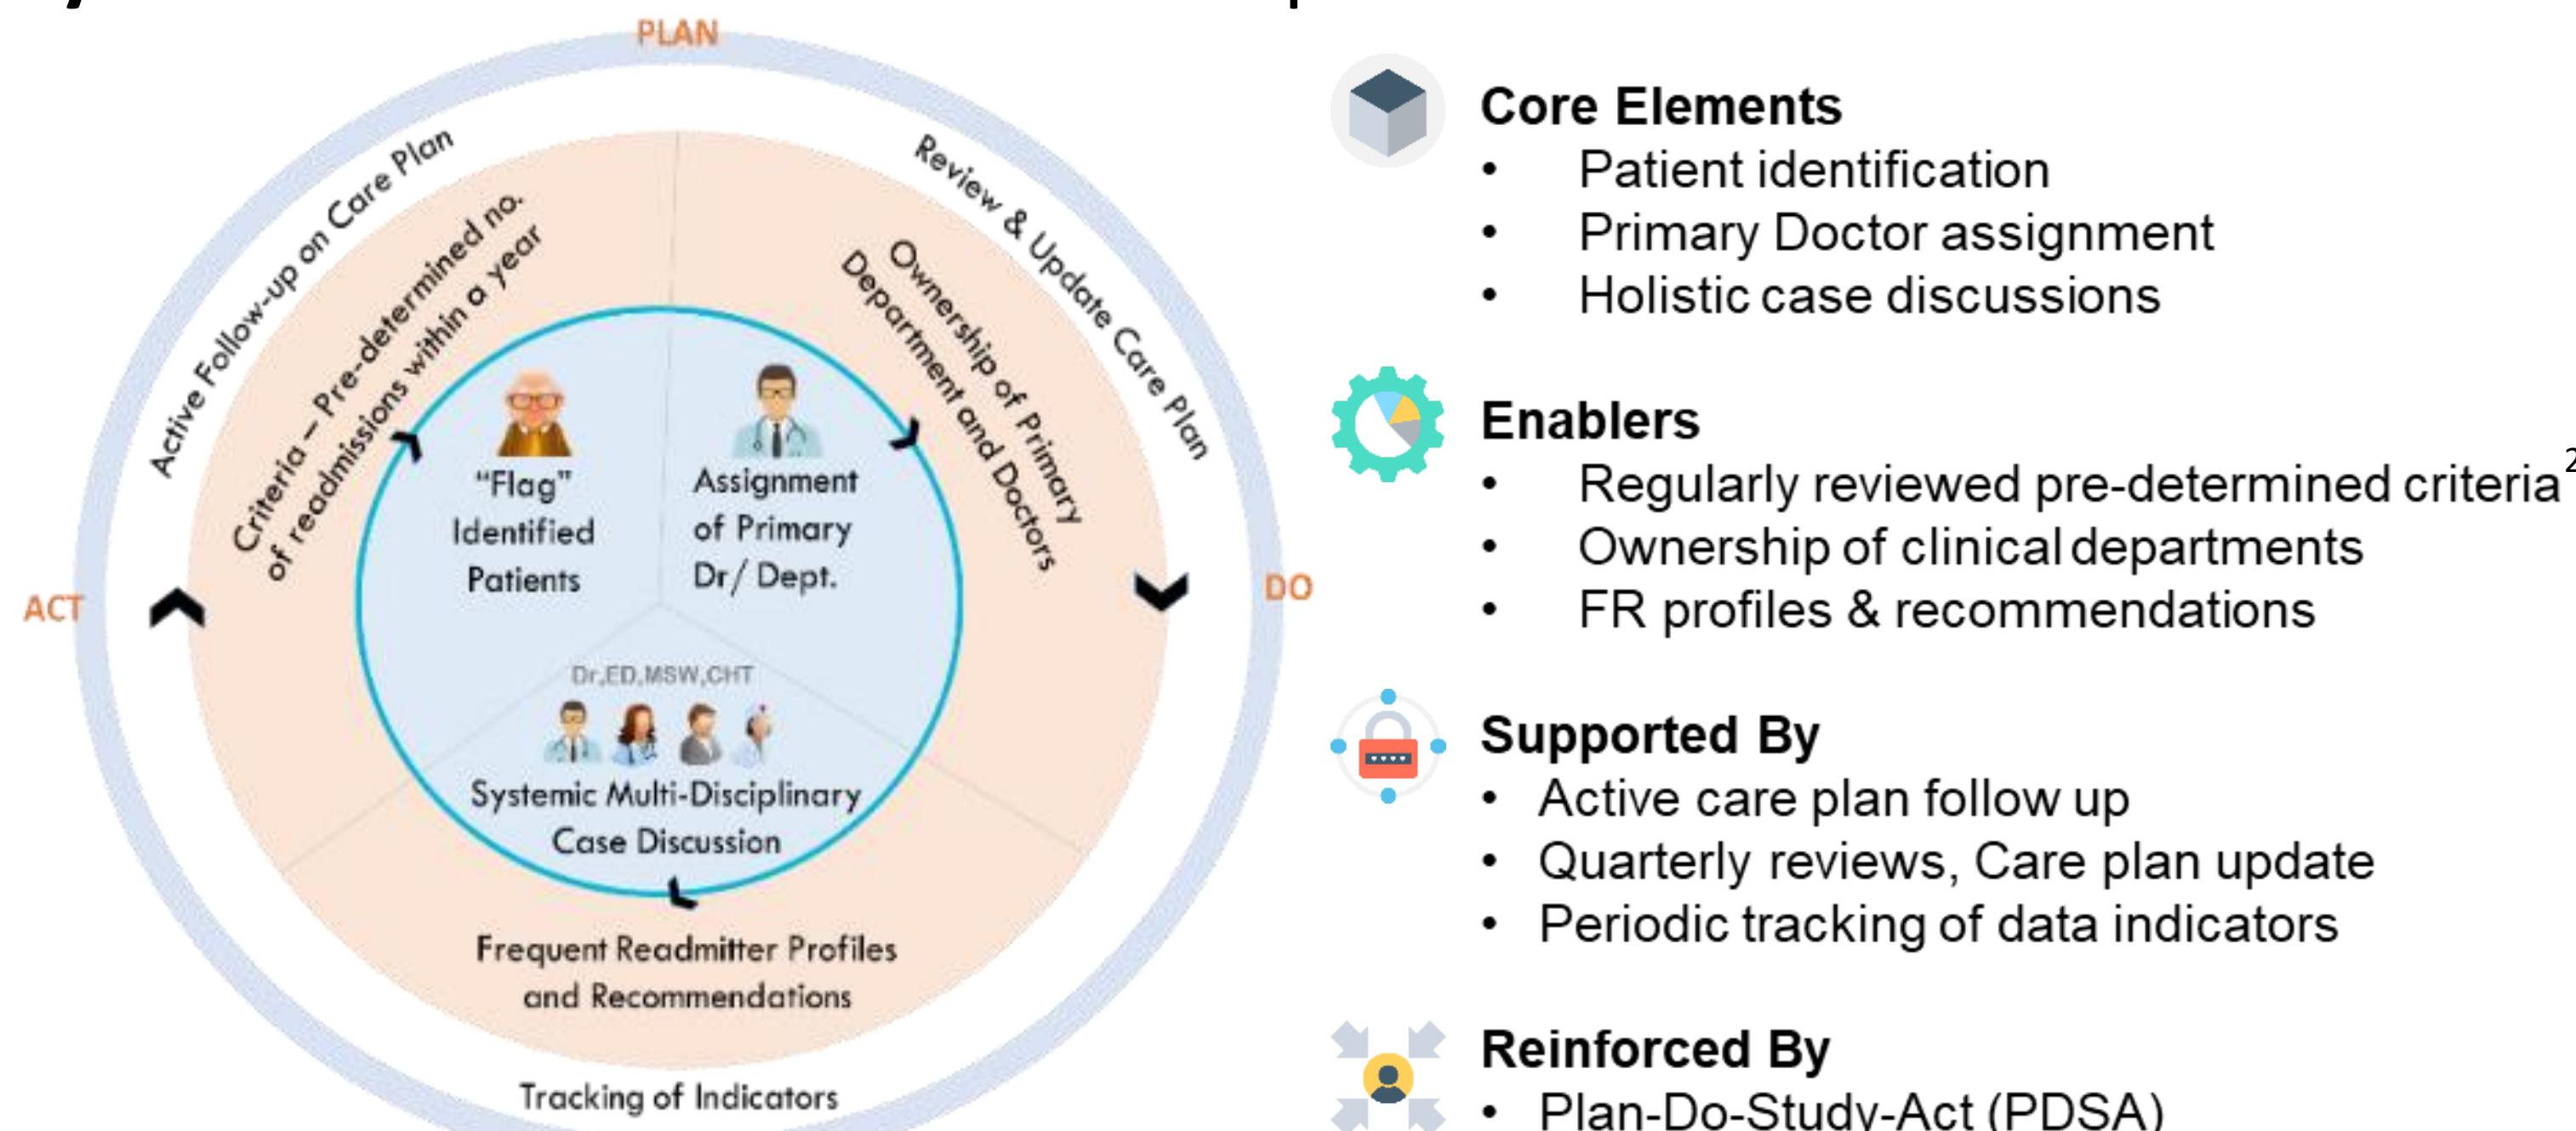 PLAN
Active Follow-up on Care Plan
Review & Update Care Plan
Criteria – Pre-determined no.
of readmissions within a year
Ownership of Primary
Department and Doctors
"Flag"
Identified
Patients
Assignment
of Primary
Dr/ Dept.
ACT
DO
Dr,ED,MSW,CHT
Systemic Multi-Disciplinary
Case Discussion
Frequent Readmitter Profiles
and Recommendations
Tracking of Indicators
Core Elements
• Patient identification
• Primary Doctor assignment
• Holistic case discussions
Enablers
• Regularly reviewed pre-determined criteria2
• Ownership of clinical departments
• FR profiles & recommendations
Supported By
• Active care plan follow up
• Quarterly reviews, Care plan update
• Periodic tracking of data indicators
Reinforced By
• Plan-Do-Study-Act (PDSA)